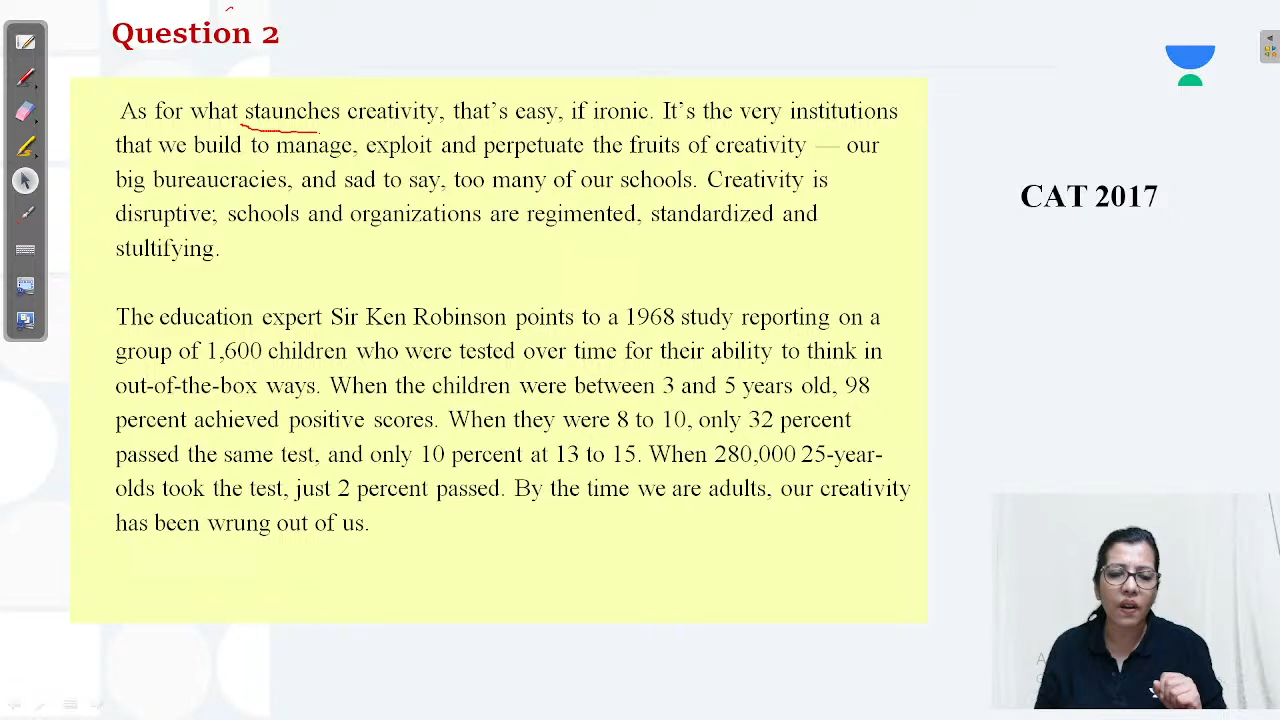 Question 2
As for what staunches creativity, that's easy, if ironic. It's the very institutions
that we build to manage, exploit and perpetuate the fruits of creativity — our
big bureaucracies, and sad to say, too many of our schools. Creativity is
disruptive; schools and organizations are regimented, standardized and
stultifying.
The education expert Sir Ken Robinson points to a 1968 study reporting on a
group of 1,600 children who were tested over time for their ability to think in
out-of-the-box ways. When the children were between 3 and 5 years old, 98
percent achieved positive scores. When they were 8 to 10, only 32 percent
passed the same test, and only 10 percent at 13 to 15. When 280,000 25-year-
olds took the test, just 2 percent passed. By the time we are adults, our creativity
has been wrung out of us.
CAT 2017